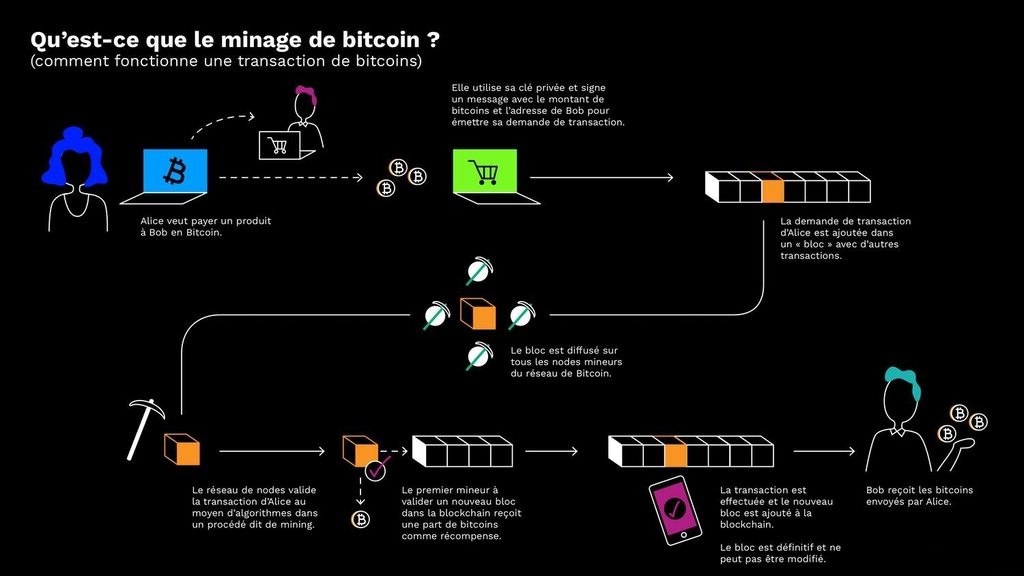 Qu’est-ce que le minage de bitcoin ?
(comment fonctionne une transaction de bitcoins)
Elle utilise sa clé privée et signe
un message avec le montant de
bitcoins et l’adresse de Bob pour
émettre sa demande de transaction.
Alice veut payer un produit
à Bob en Bitcoin.
La demande de transaction
d’Alice est ajoutée dans
un « bloc » avec d’autres
transactions.
Le bloc est diffusé sur
tous les nodes mineurs
du réseau de Bitcoin.
Le réseau de nodes valide
la transaction d’Alice au
moyen d’algorithmes dans
un procédé dit de mining.
Le premier mineur à
valider un nouveau bloc
dans la blockchain reçoit
une part de bitcoins
comme récompense.
La transaction est
effectuée et le nouveau
bloc est ajouté à la
blockchain.
Le bloc est définitif et ne
peut pas être modifié.
Bob reçoit les bitcoins
envoyés par Alice.